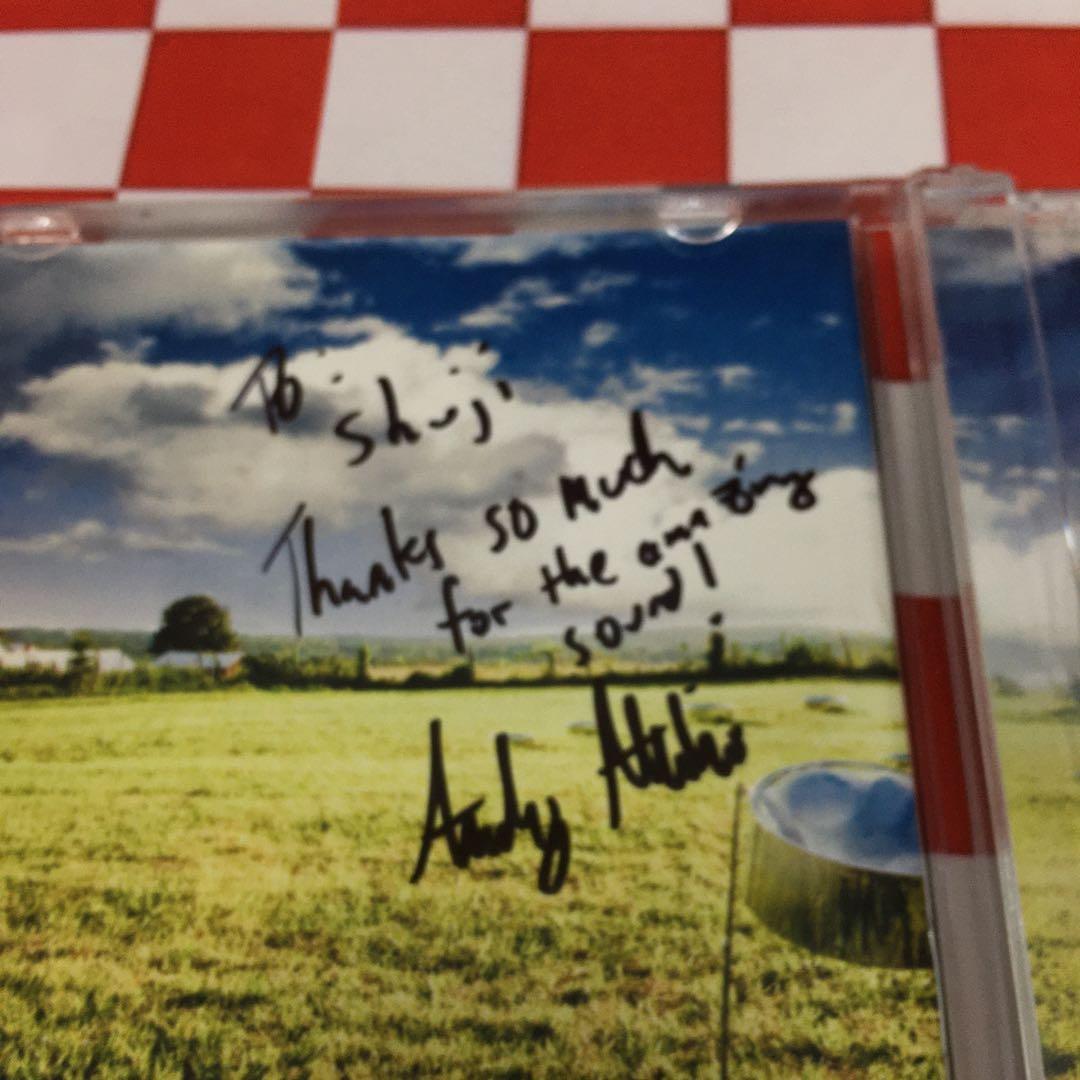 To: Shuji
Thanks so much
for the amazing
sound!
Andy Akiho